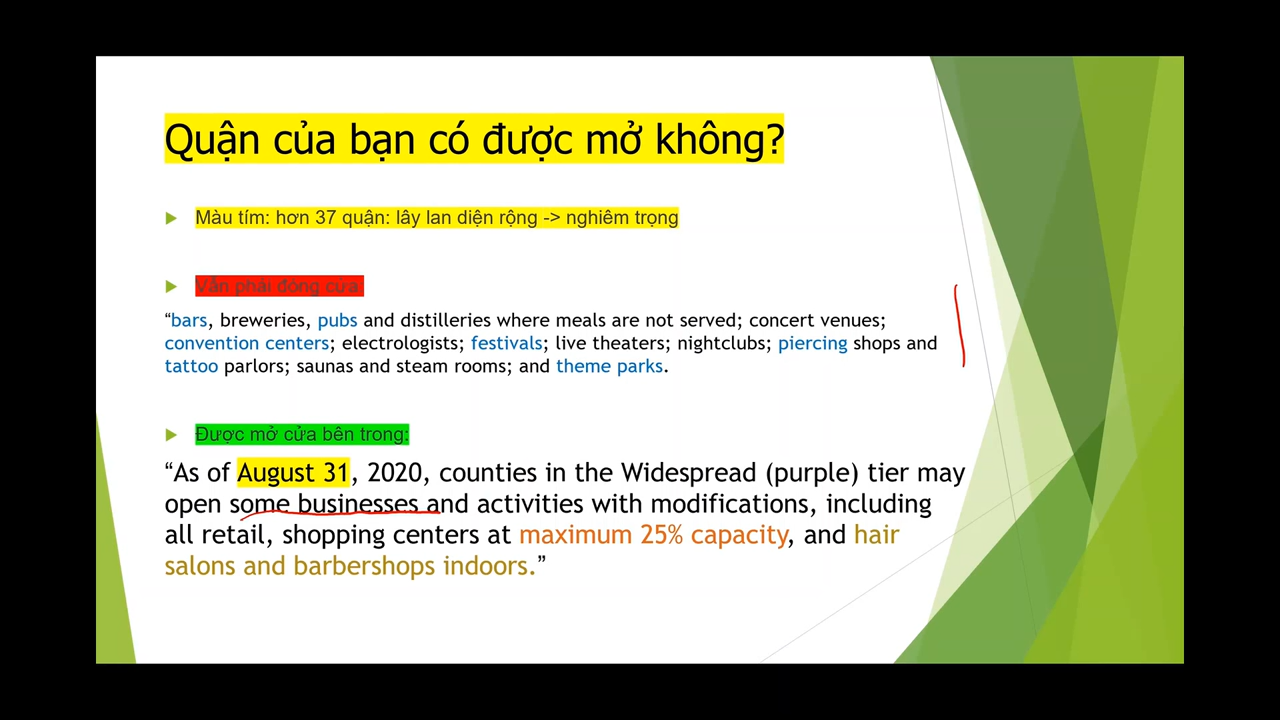 Quận của bạn có được mở không?
Màu tím: hơn 37 quận: lây lan diện rộng -> nghiêm trọng
Vẫn phải đóng cửa
“bars, breweries, pubs and distilleries where meals are not served; concert venues;
convention centers; electrologists; festivals; live theaters; nightclubs; piercing shops and
tattoo parlors; saunas and steam rooms; and theme parks.
Được mở cửa bên trong:
“As of August 31, 2020, counties in the Widespread (purple) tier may
open some businesses and activities with modifications, including
all retail, shopping centers at maximum 25% capacity, and hair
salons and barbershops indoors.”